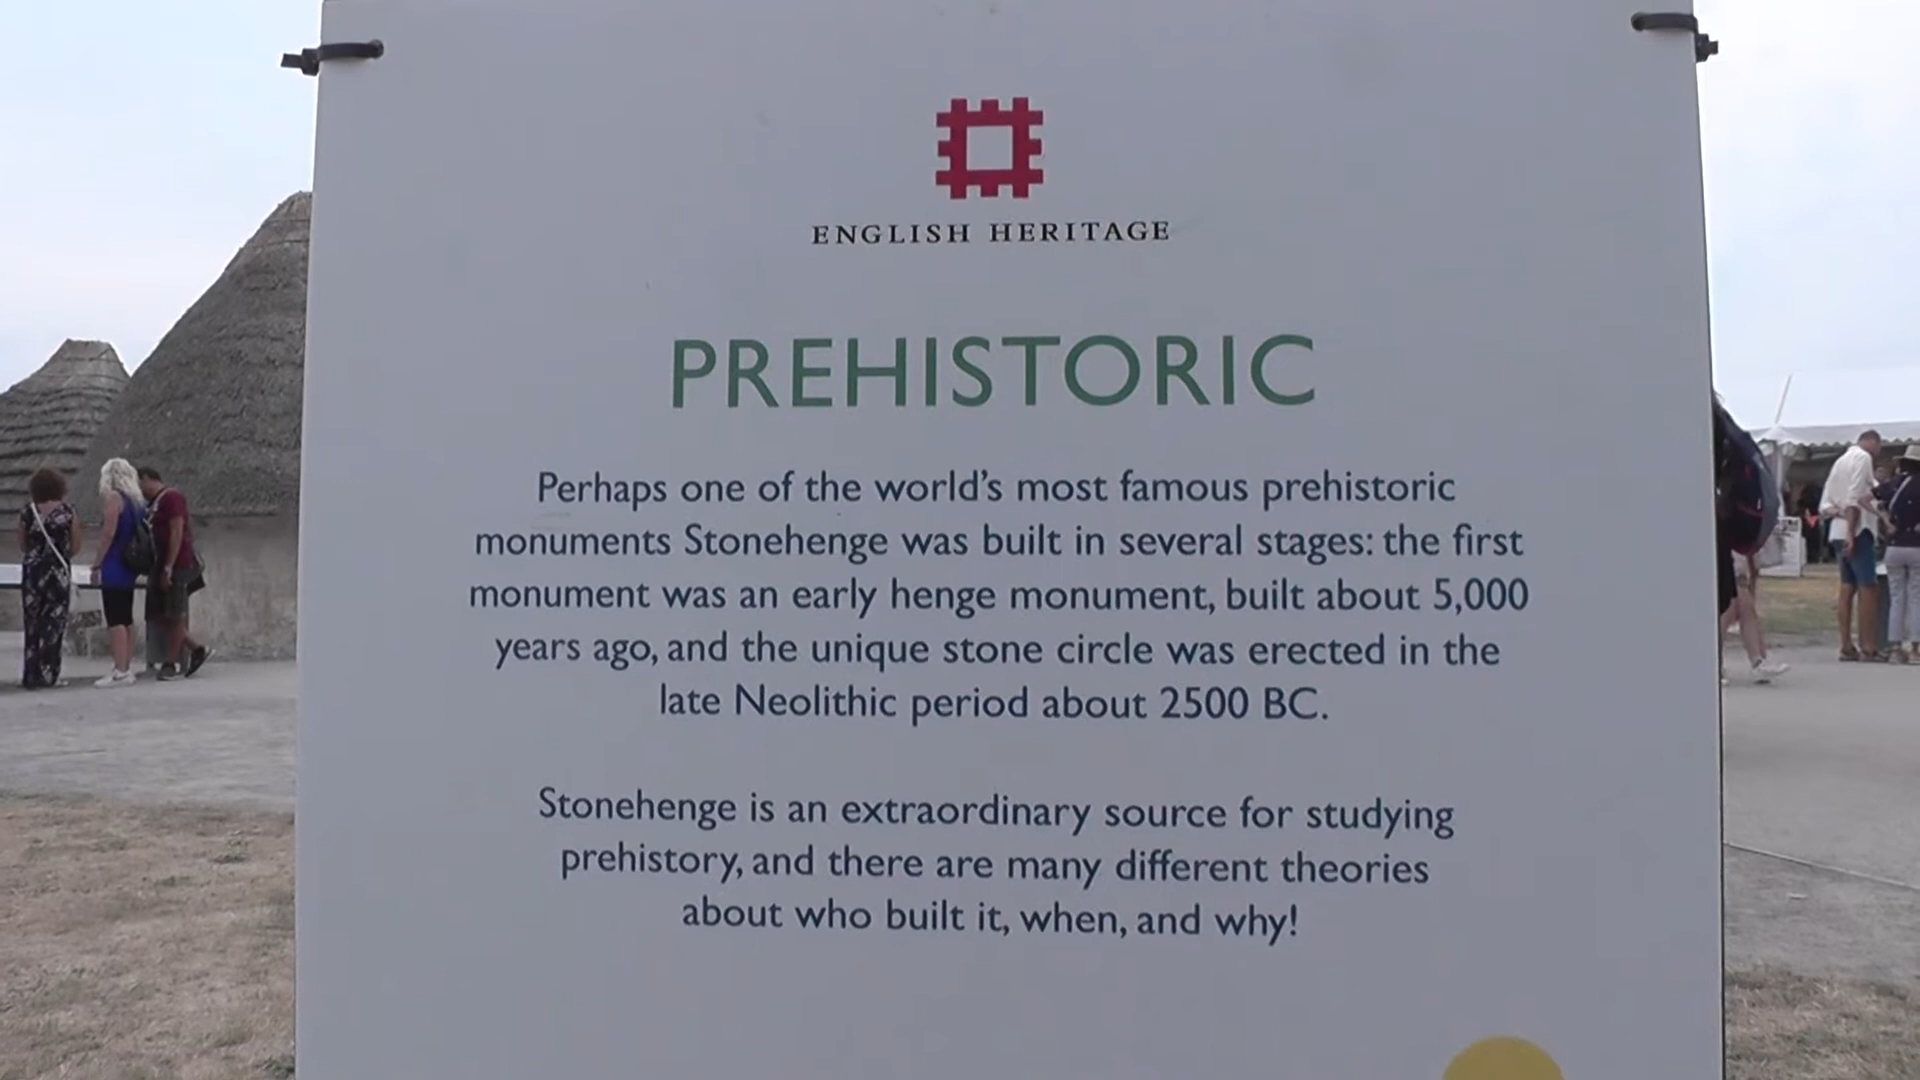 ENGLISH HERITAGE
PREHISTORIC
Perhaps one of the world's most famous prehistoric
monuments Stonehenge was built in several stages: the first
monument was an early henge monument, built about 5,000
years ago, and the unique stone circle was erected in the
late Neolithic period about 2500 BC.
Stonehenge is an extraordinary source for studying
prehistory, and there are many different theories
about who built it, when, and why!